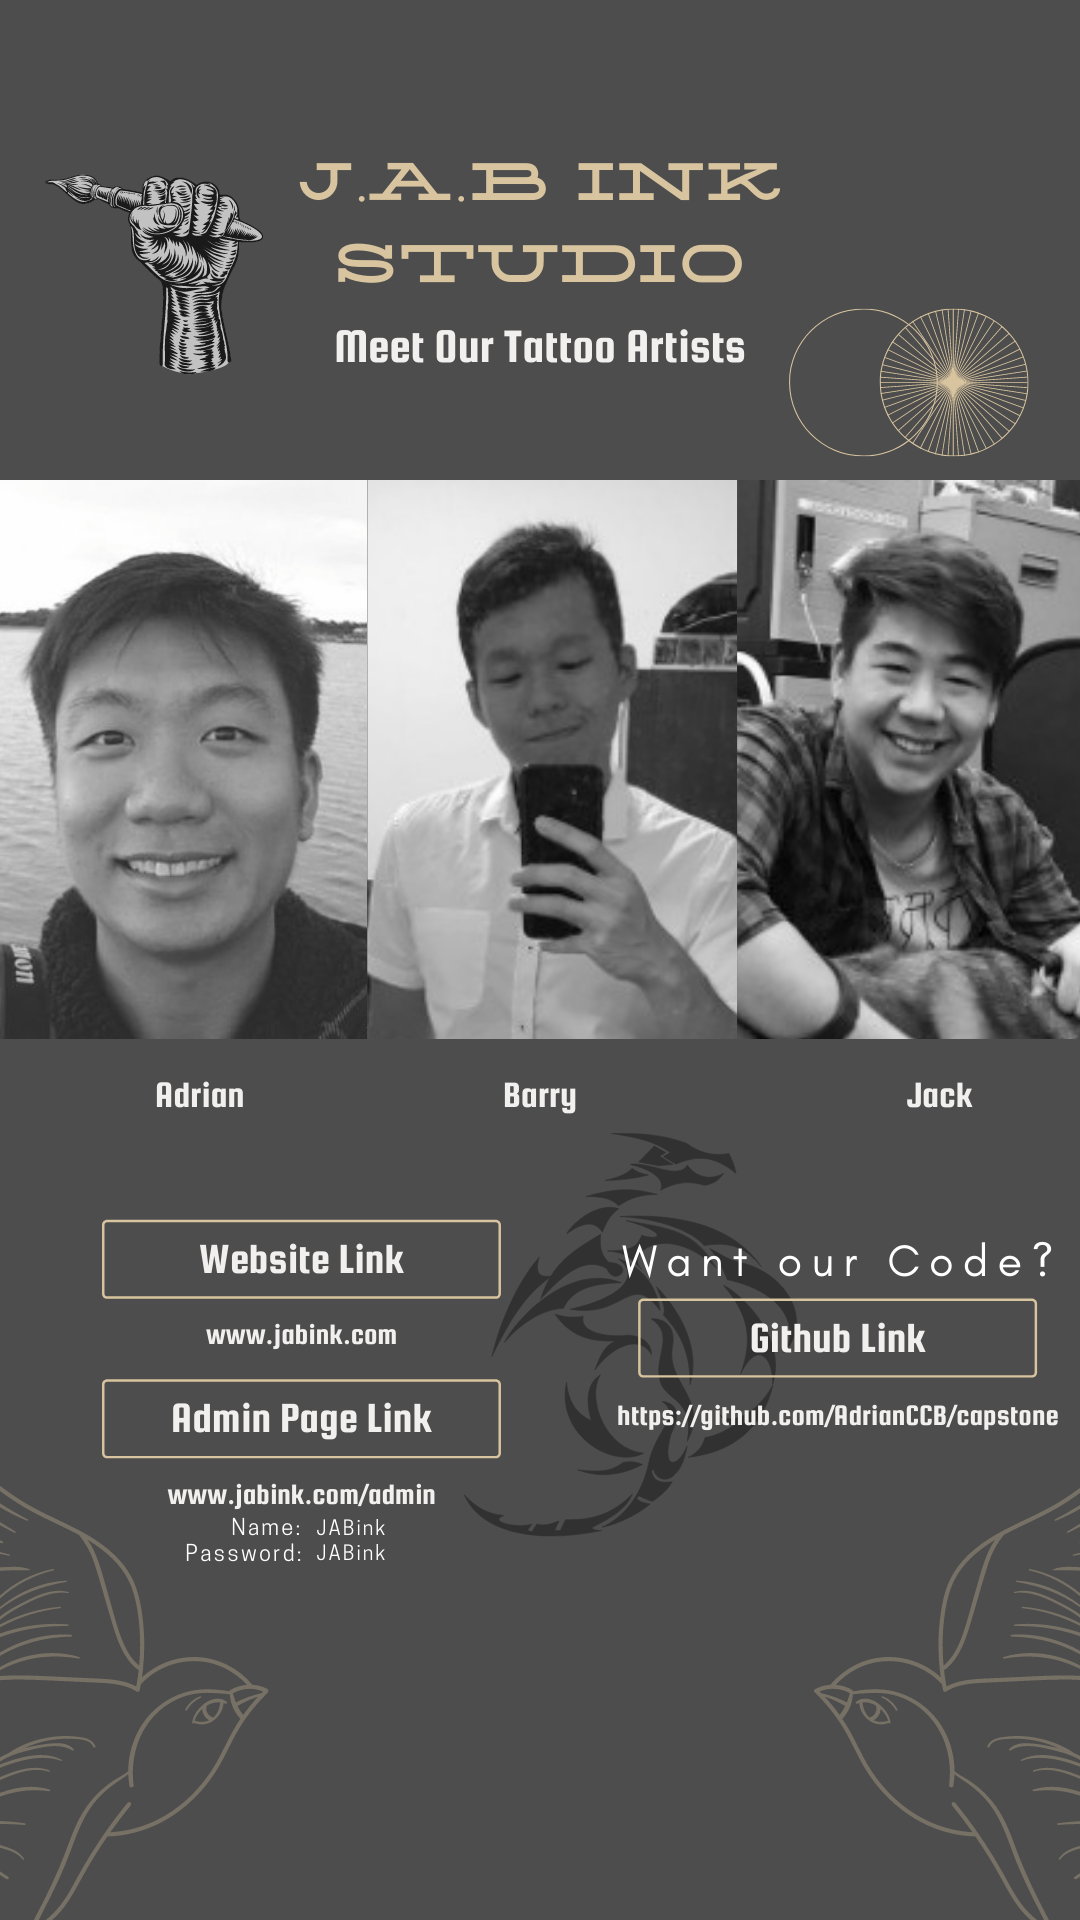 J.A.B INK
STUDIO
Meet Our Tattoo Artists
Canon
Adrian
Barry
Jack
Website Link
www.jabink.com
Admin Page Link
www.jabink.com/admin
Name: JABink
Password: JABink
Want our Code?
Github Link
https://github.com/AdrianCCB/capstone